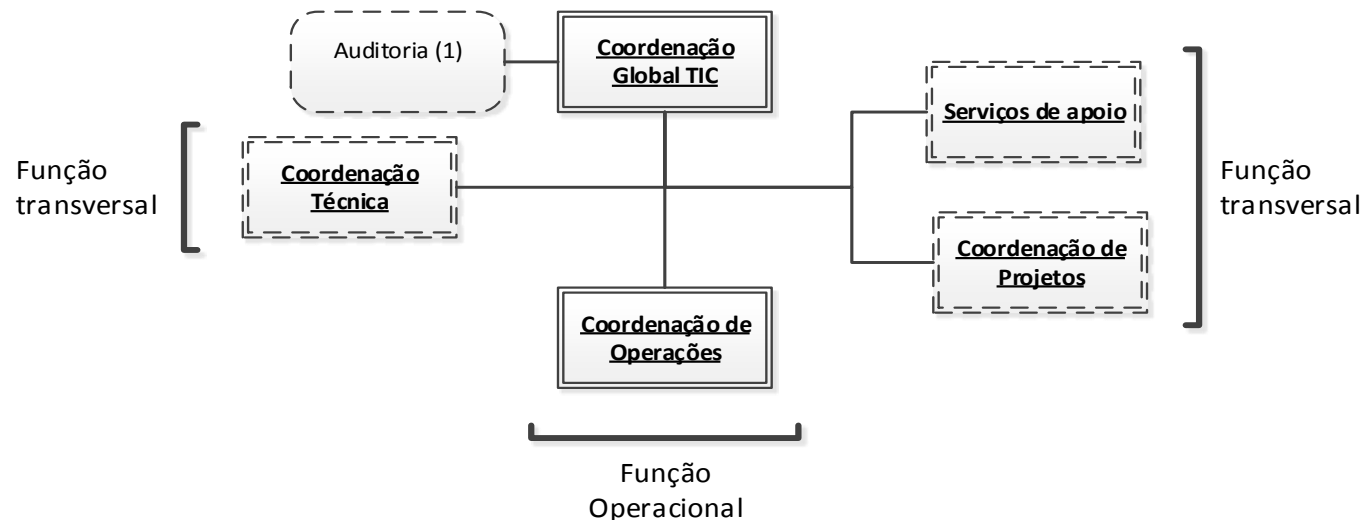 Auditoria (1)
Coordenação
Global TIC
Serviços de apoio
Função
transversal
Coordenação
Técnica
Função
transversal
Coordenação de
Projetos
Coordenação de
Operações
Função
Operacional